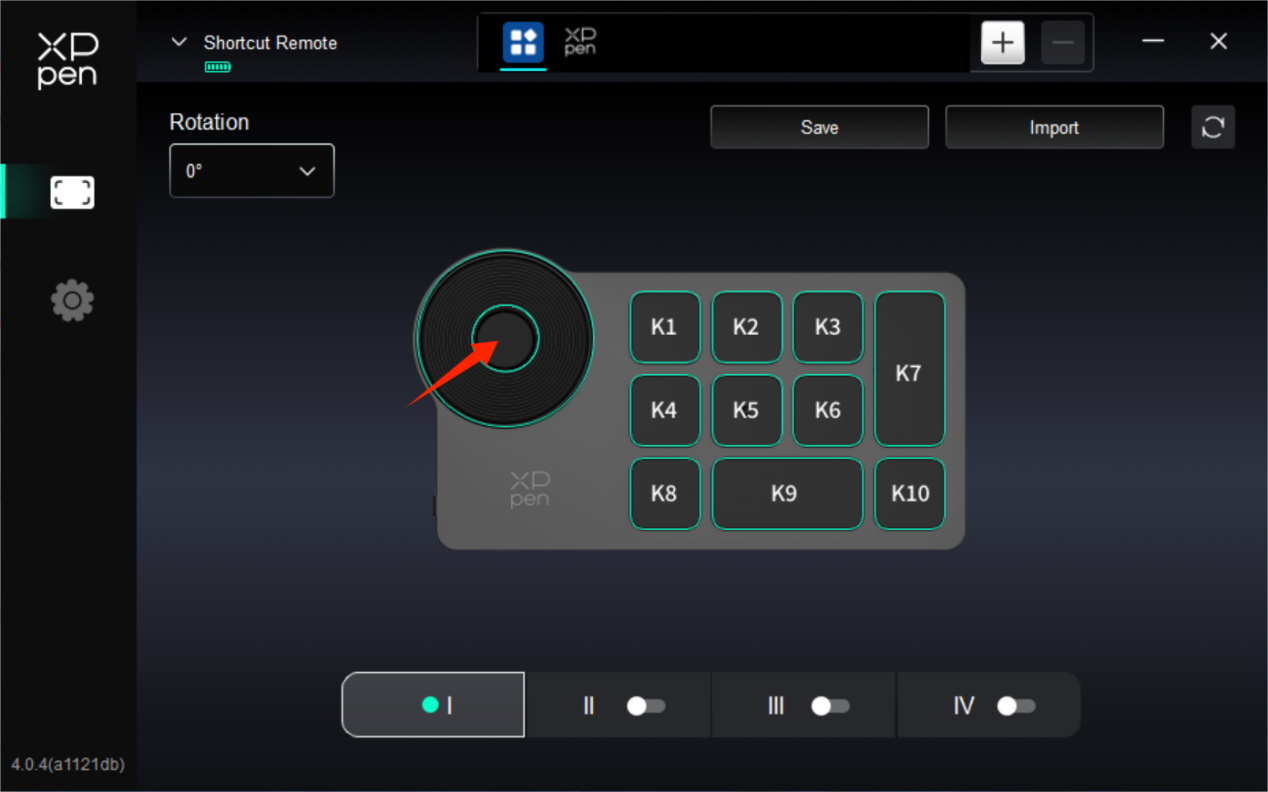 XP
pen
Shortcut Remote
XP
pen
Rotation
0°
Save
Import
K1
K2
K3
K7
K4
K5
K6
XP
pen
K8
K9
K10
I
II
III
IV
4.0.4(a1121db)